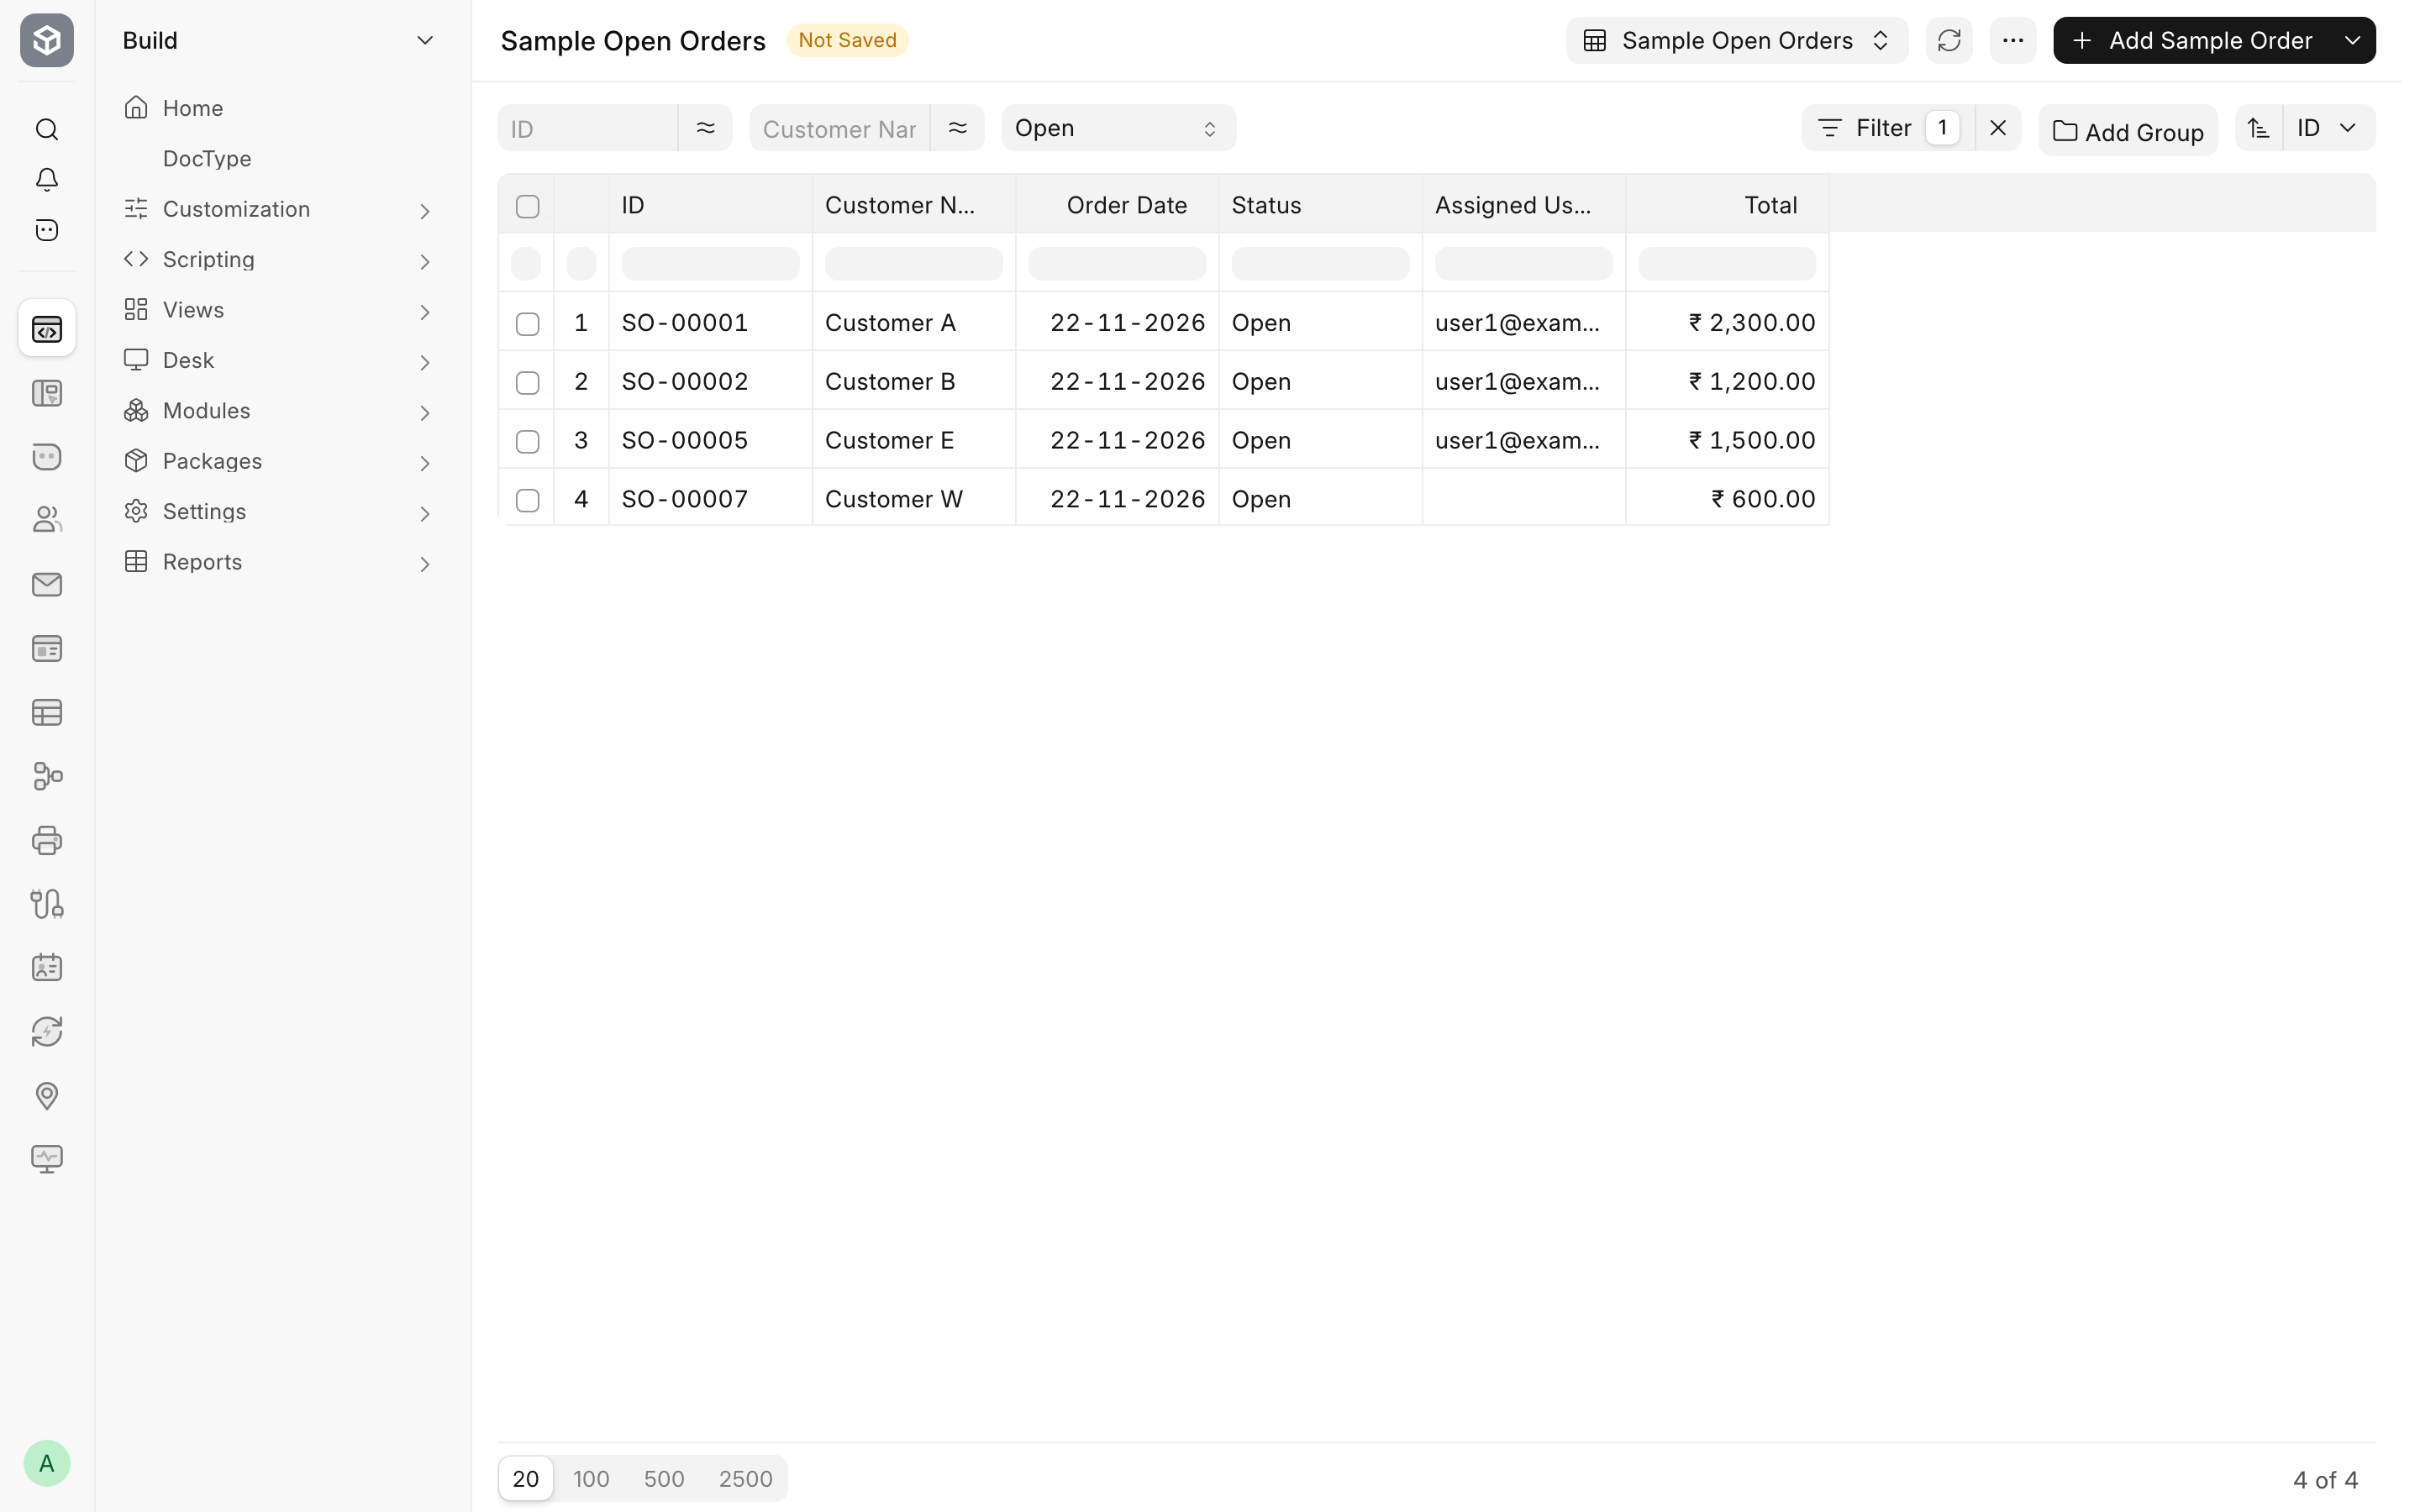 Build
Home
DocType
Customization
Scripting
Views
Desk
Modules
Packages
Settings
Reports
A
Sample Open Orders Not Saved
Sample Open Orders
Add Sample Order
ID
Customer Nar
Open
Filter 1
Add Group
ID
ID Customer N... Order Date Status Assigned Us... Total
1 SO-00001 Customer A 22-11-2026 Open user1@exam... ₹ 2,300.00
2 SO-00002 Customer B 22-11-2026 Open user1@exam... ₹ 1,200.00
3 SO-00005 Customer E 22-11-2026 Open user1@exam... ₹ 1,500.00
4 SO-00007 Customer W 22-11-2026 Open ₹ 600.00
20 100 500 2500
4 of 4